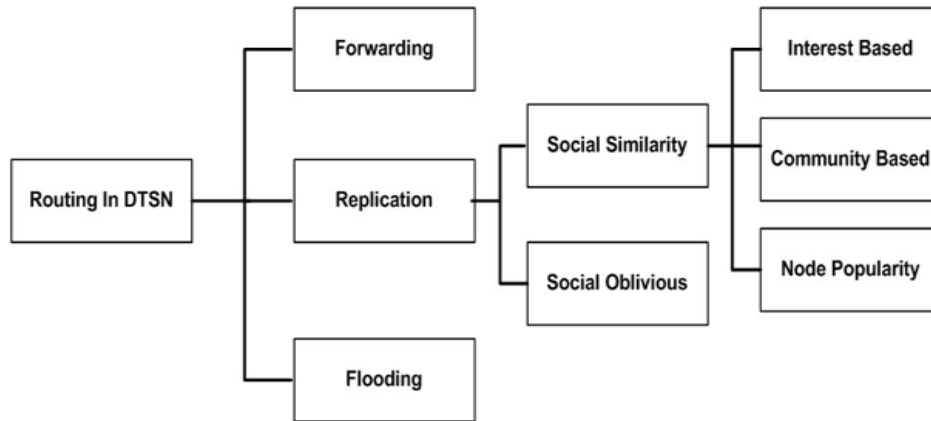 Routing In DTSN
Forwarding
Replication
Flooding
Social Similarity
Social Oblivious
Interest Based
Community Based
Node Popularity